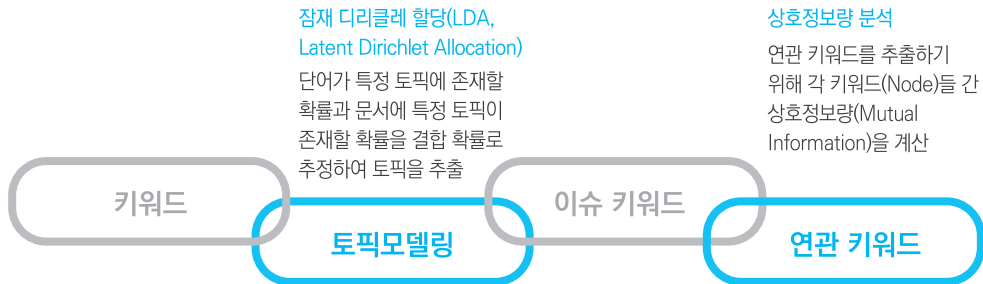 잠재 디리클레 할당(LDA,
Latent Dirichlet Allocation)
단어가 특정 토픽에 존재할
확률과 문서에 특정 토픽이
존재할 확률을 결합 확률로
추정하여 토픽을 추출
상호정보량 분석
연관 키워드를 추출하기
위해 각 키워드(Node)들 간
상호정보량(Mutual
Information)을 계산
키워드
토픽모델링
이슈 키워드
연관 키워드